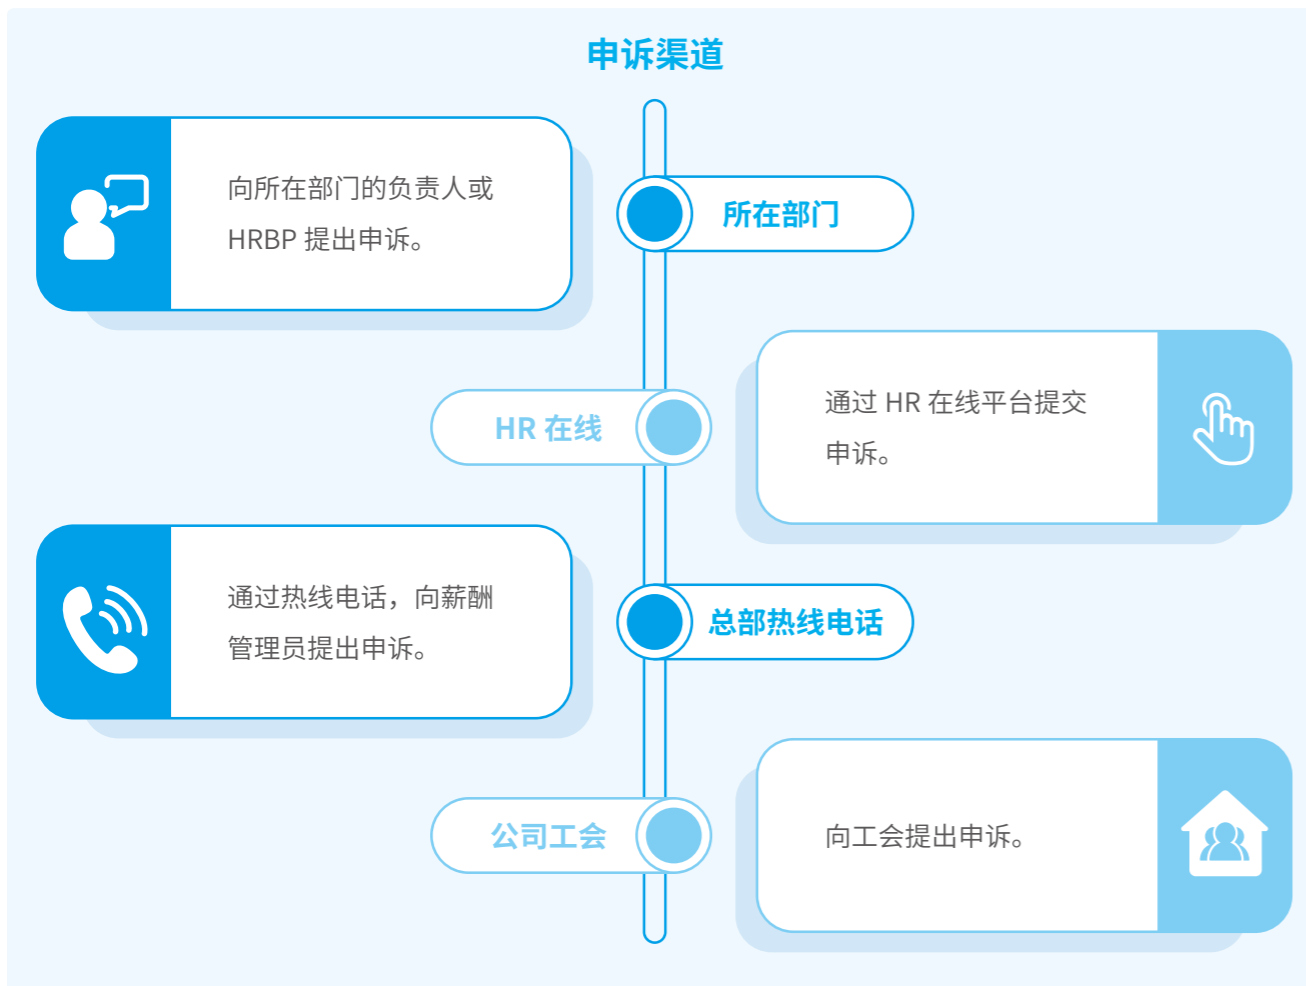 申诉渠道
向所在部门的负责人或
HRBP 提出申诉。
所在部门
HR 在线
通过 HR 在线平台提交
申诉。
通过热线电话，向薪酬
管理员提出申诉。
总部热线电话
公司工会
向工会提出申诉。